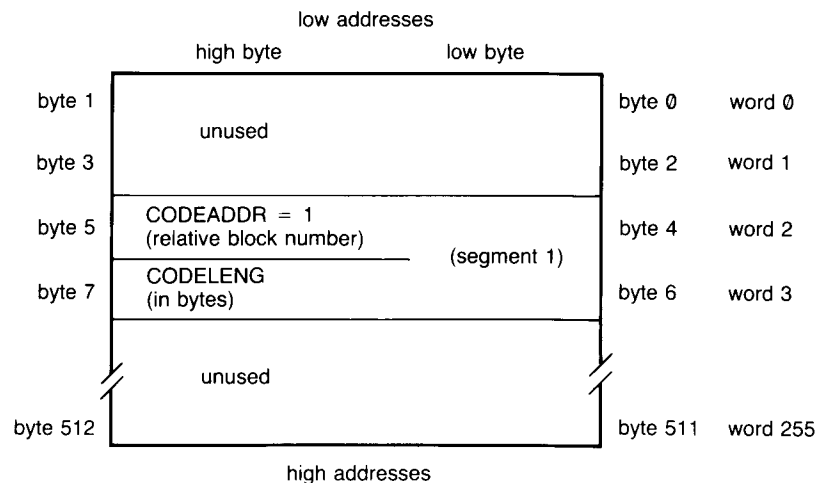 low addresses
high byte low byte
byte 1 byte 0 word 0
unused
byte 3 byte 2 word 1
CODEADDR = 1
(relative block number)
byte 5 byte 4 word 2
(segment 1)
CODELENG
(in bytes)
byte 7 byte 6 word 3
unused
byte 512 byte 511 word 255
high addresses